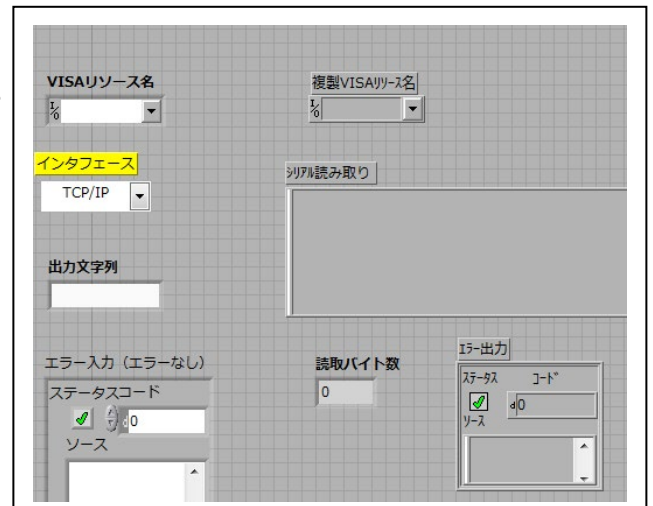 VISAリソース名
複製VISAﾘｿｰｽ名
インタフェース
TCP/IP
ｼﾘｱﾙ読み取り
出力文字列
エラー入力（エラーなし）
ステータスコード
0
ソース
読取バイト数
0
ｴﾗｰ出力
ｽﾃｰﾀｽ コｰﾄﾞ
d0
ｿｰｽ